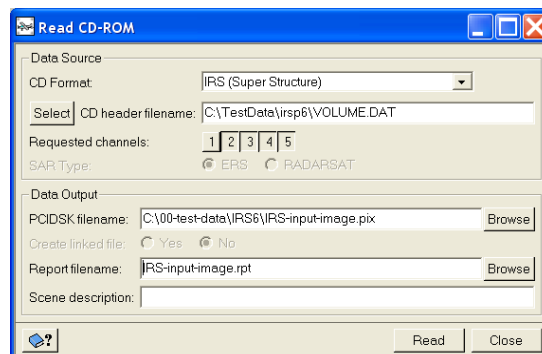 Read CD-ROM
Data Source
CD Format: IRS (Super Structure)
Select CD header filename: C:\TestData\irsp6\VOLUME.DAT
Requested channels: 1 2 3 4 5
SAR Type: ERS RADARSAT
Data Output
PCIDSK filename: C:\00-test-data\IRS6\IRS-input-image.pix Browse
Create linked file: Yes No
Report filename: IRS-input-image.rpt Browse
Scene description:
? Read Close